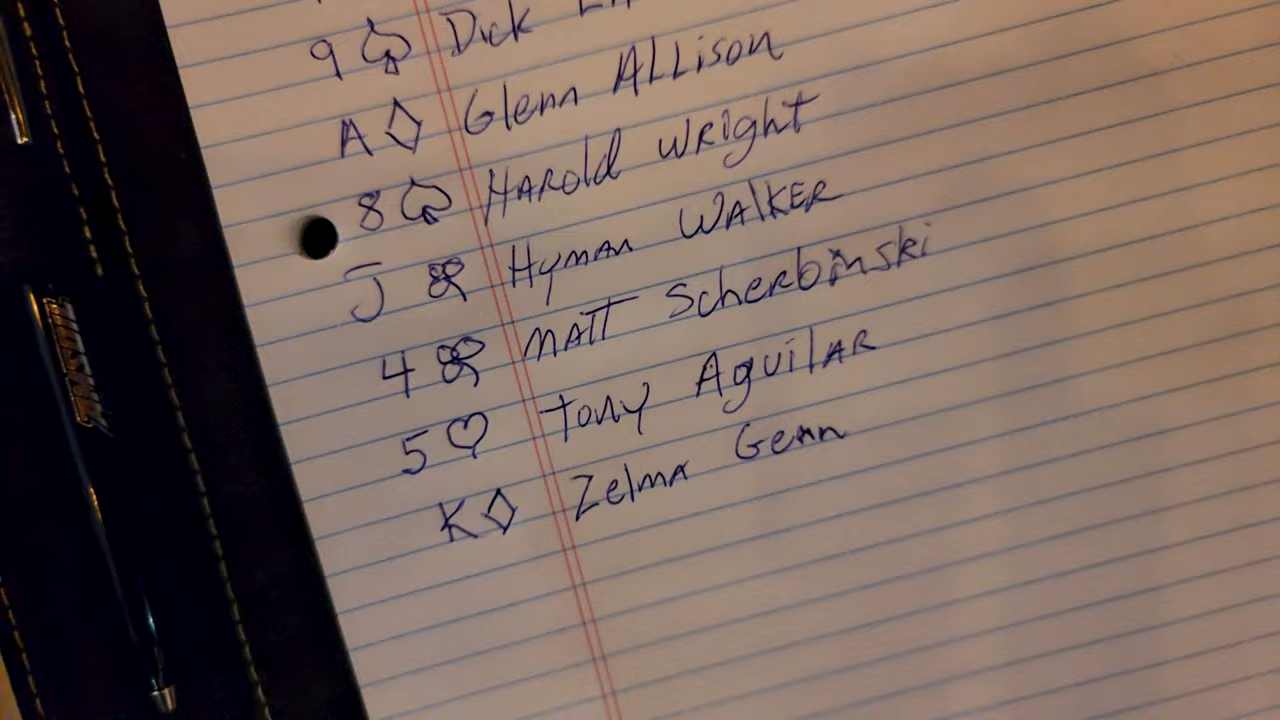 9 ♤ Dick
A ♢ Glenn ALLison
8 ♤ HARold WRight
J ♧ Hyman WALKER
4 ♧ MATT Scherbinski
5 ♡ Tony AguilAR
K ♢ Zelma Genn